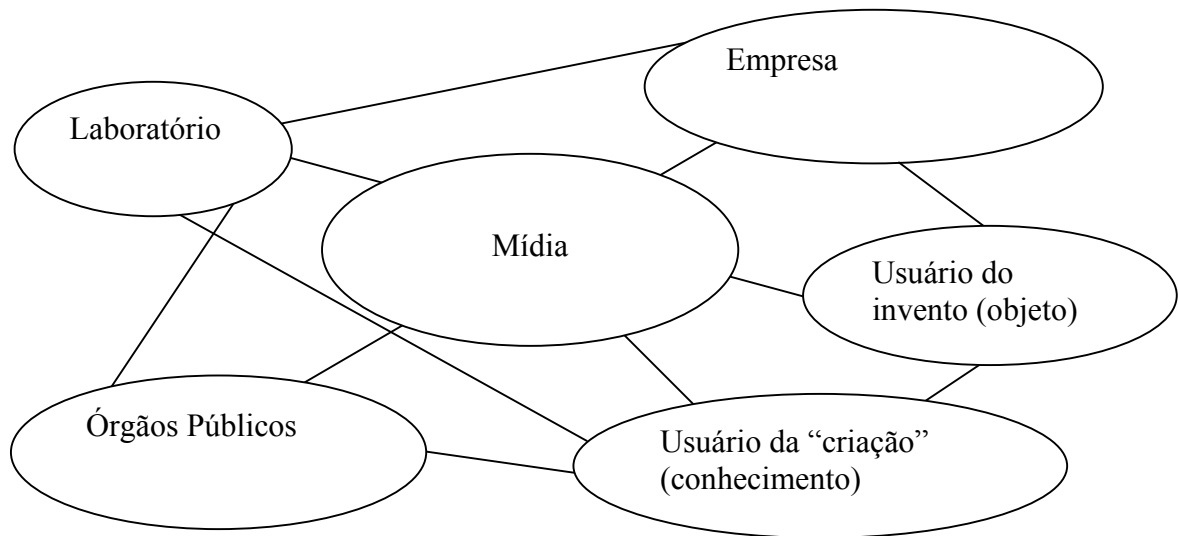 Empresa
Laboratório
Mídia
Usuário do
invento (objeto)
Órgãos Públicos
Usuário da “criação”
(conhecimento)